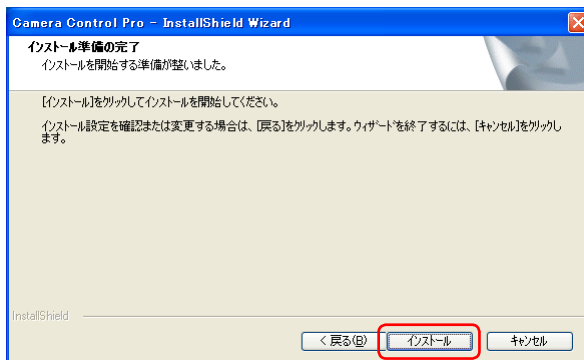 Camera Control Pro - InstallShield Wizard
インストール準備の完了
インストールを開始する準備が整いました。
[インストール]をクリックしてインストールを開始してください。
インストール設定を確認または変更する場合は、[戻る]をクリックします。ウィザードを終了するには、[キャンセル]をクリックし
ます。
InstallShield
< 戻る(B)
インストール
キャンセル